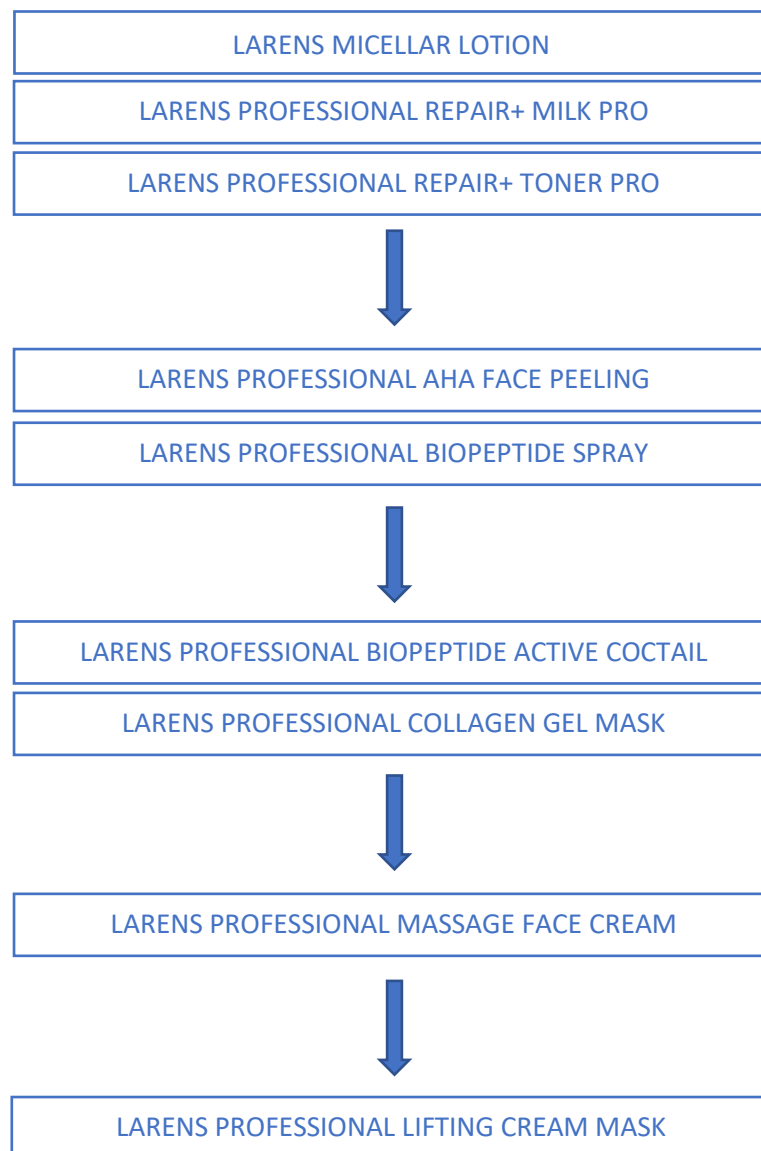 LARENS MICELLAR LOTION
LARENS PROFESSIONAL REPAIR+ MILK PRO
LARENS PROFESSIONAL REPAIR+ TONER PRO
LARENS PROFESSIONAL AHA FACE PEELING
LARENS PROFESSIONAL BIOPEPTIDE SPRAY
LARENS PROFESSIONAL BIOPEPTIDE ACTIVE COCTAIL
LARENS PROFESSIONAL COLLAGEN GEL MASK
LARENS PROFESSIONAL MASSAGE FACE CREAM
LARENS PROFESSIONAL LIFTING CREAM MASK